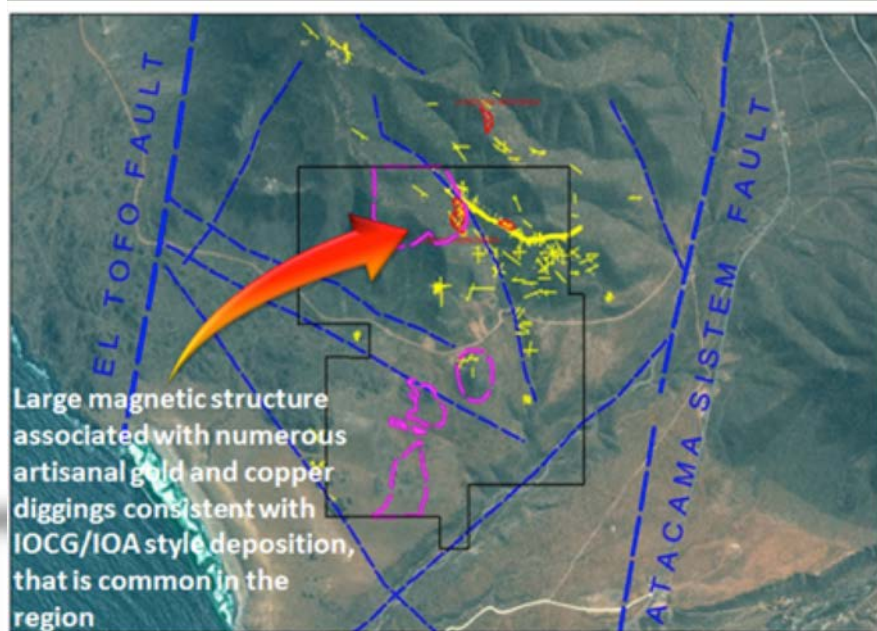 EL TOFO FAULT
ATACAMA SISTEM FAULT
Large magnetic structure
associated with numerous
artisanal gold and copper
diggings consistent with
IOCG/IOA style deposition,
that is common in the
region